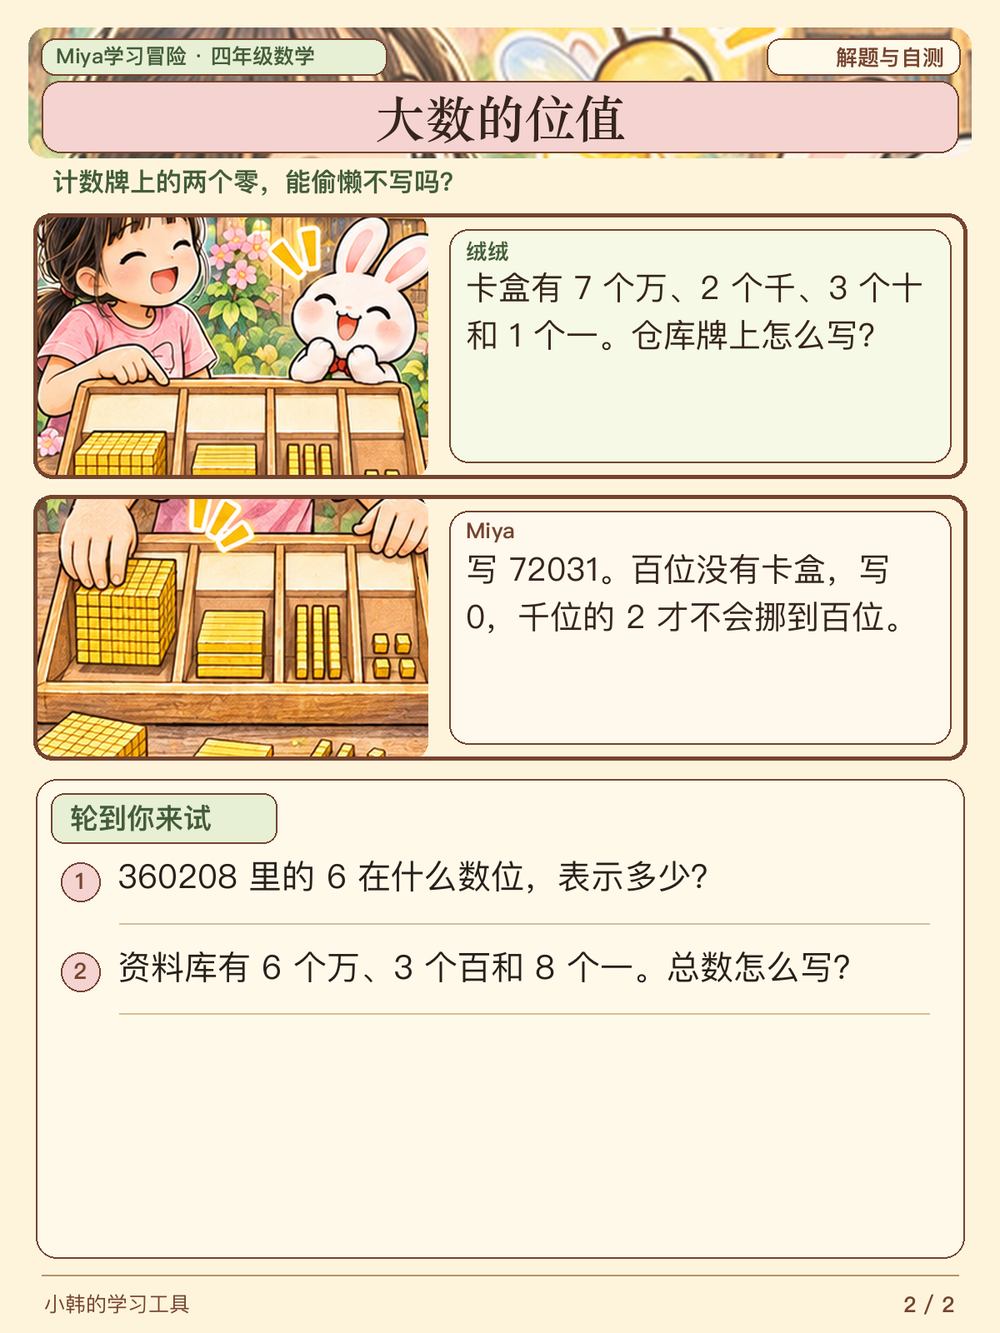 Miya学习冒险 · 四年级数学
解题与自测
大数的位值
计数牌上的两个零，能偷懒不写吗？
绒绒
卡盒有 7 个万、2 个千、3 个十
和 1 个一。仓库牌上怎么写？
Miya
写 72031。百位没有卡盒，写
0，千位的 2 才不会挪到百位。
轮到你来试
1 360208 里的 6 在什么数位，表示多少？
2 资料库有 6 个万、3 个百和 8 个一。总数怎么写？
小韩的学习工具
2 / 2